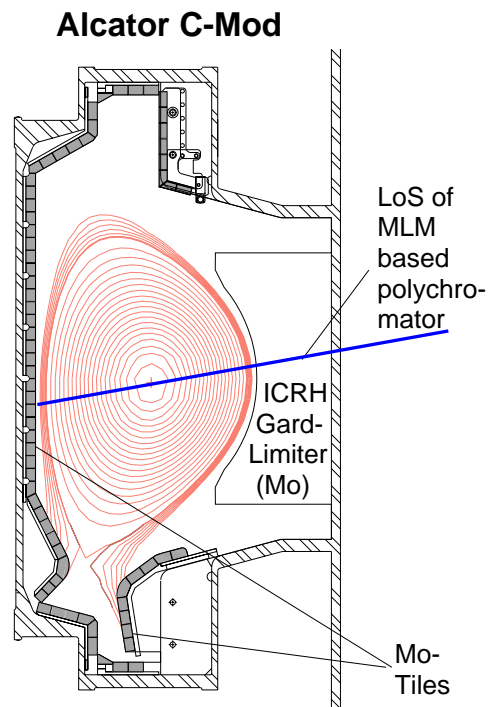 Alcator C-Mod
LoS of
MLM
based
polychro-
mator
ICRH
Gard-
Limiter
(Mo)
Mo-
Tiles